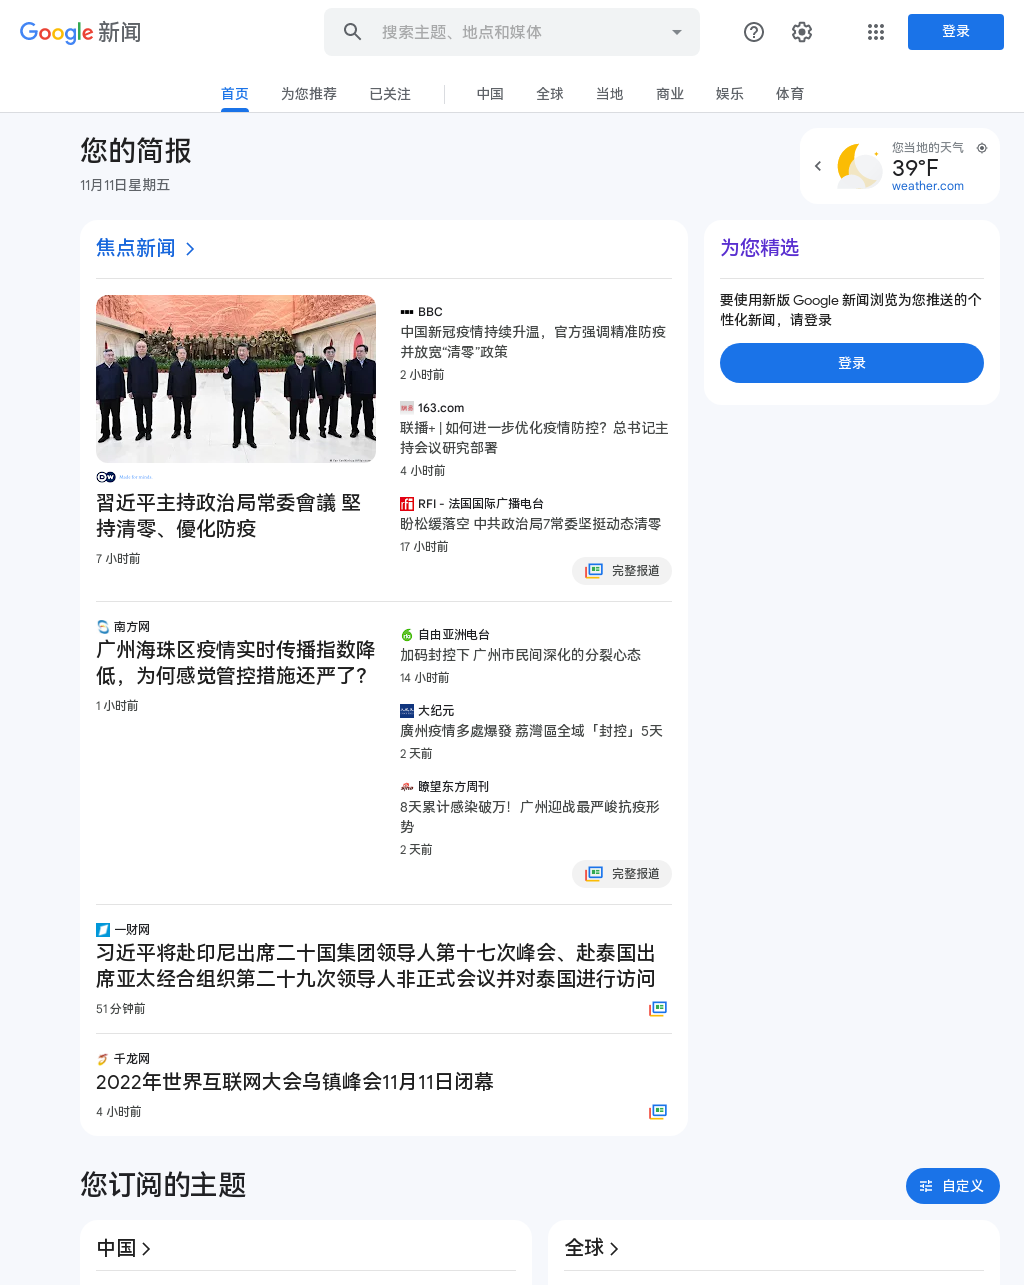 Google 新闻
搜索主题、地点和媒体
登录
首页
为您推荐
已关注
中国
全球
当地
商业
娱乐
体育
您的简报
11月11日星期五
您当地的天气
39°F
weather.com
焦点新闻
DW Made for minds
習近平主持政治局常委會議 堅
持清零、優化防疫
7 小时前
BBC
中国新冠疫情持续升温，官方强调精准防疫
并放宽“清零”政策
2 小时前
163.com
联播+ | 如何进一步优化疫情防控？总书记主
持会议研究部署
4 小时前
RFI - 法国国际广播电台
盼松缓落空 中共政治局7常委坚挺动态清零
17 小时前
完整报道
南方网
广州海珠区疫情实时传播指数降
低，为何感觉管控措施还严了？
1 小时前
自由亚洲电台
加码封控下 广州市民间深化的分裂心态
14 小时前
大纪元
廣州疫情多處爆發 荔灣區全域「封控」5天
2 天前
瞭望东方周刊
8天累计感染破万！广州迎战最严峻抗疫形
势
2 天前
完整报道
一财网
习近平将赴印尼出席二十国集团领导人第十七次峰会、赴泰国出
席亚太经合组织第二十九次领导人非正式会议并对泰国进行访问
51 分钟前
千龙网
2022年世界互联网大会乌镇峰会11月11日闭幕
4 小时前
为您精选
要使用新版 Google 新闻浏览为您推送的个
性化新闻，请登录
登录
您订阅的主题
自定义
中国
全球